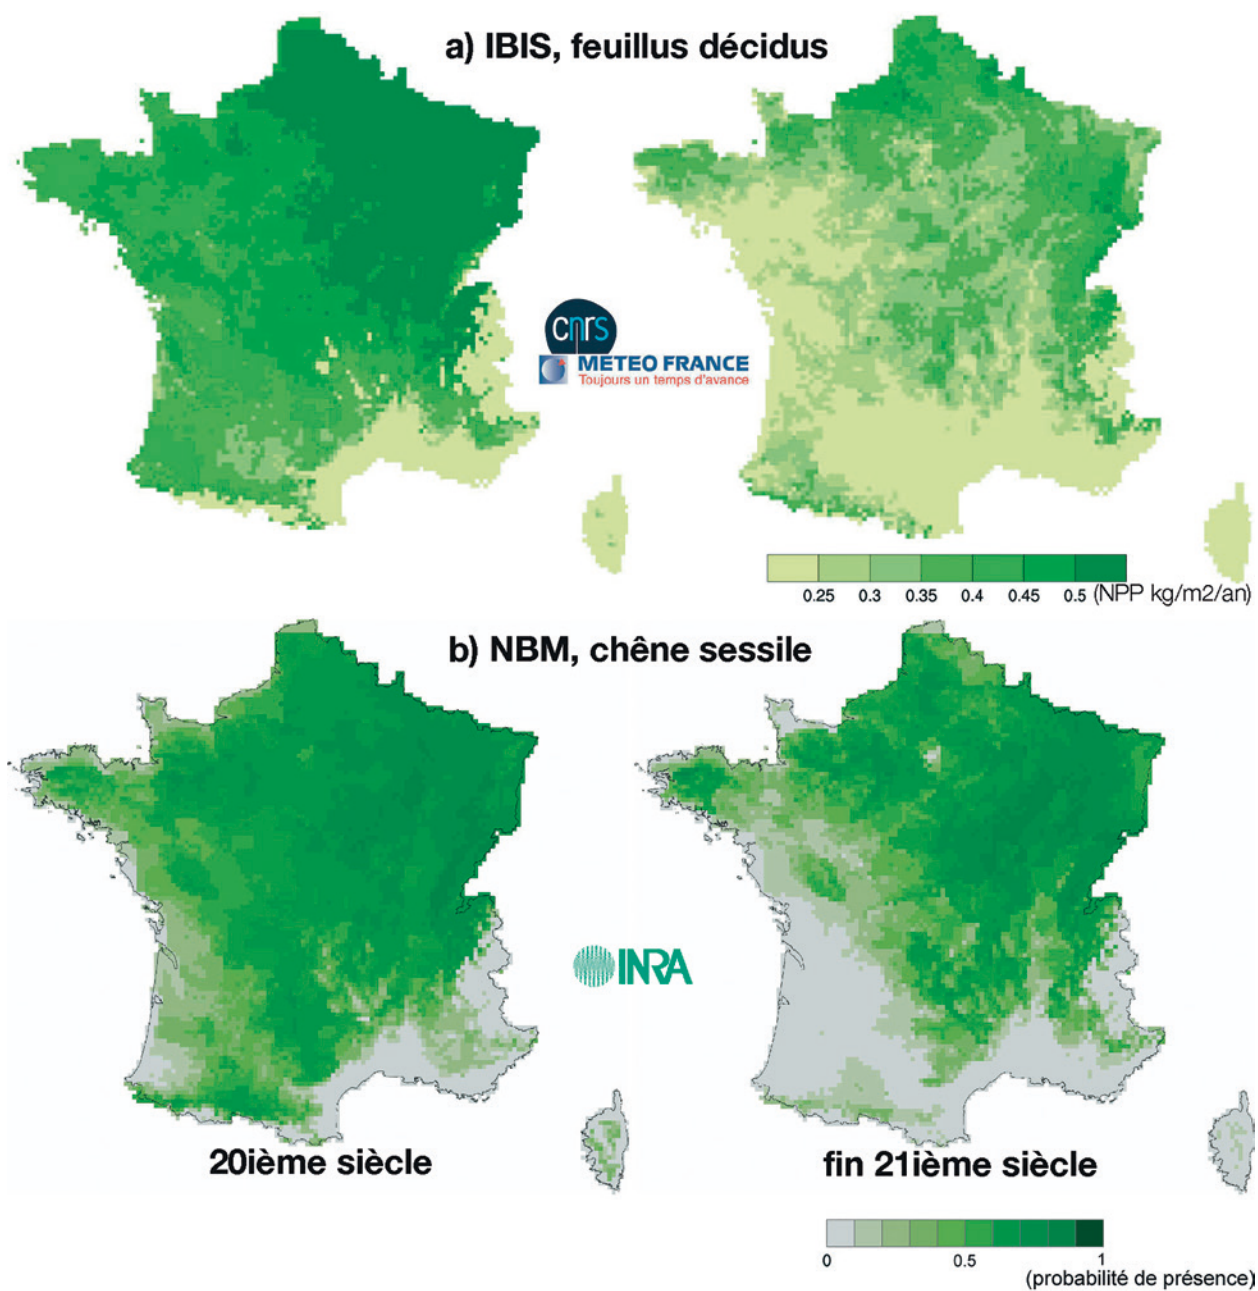 a) IBIS, feuillus décidus
cnrs
METEO FRANCE
Toujours un temps d'avance
0.25 0.3 0.35 0.4 0.45 0.5 (NPP kg/m2/an)
b) NBM, chêne sessile
INRA
20ième siècle
fin 21ième siècle
0 0.5 1
(probabilité de présence)